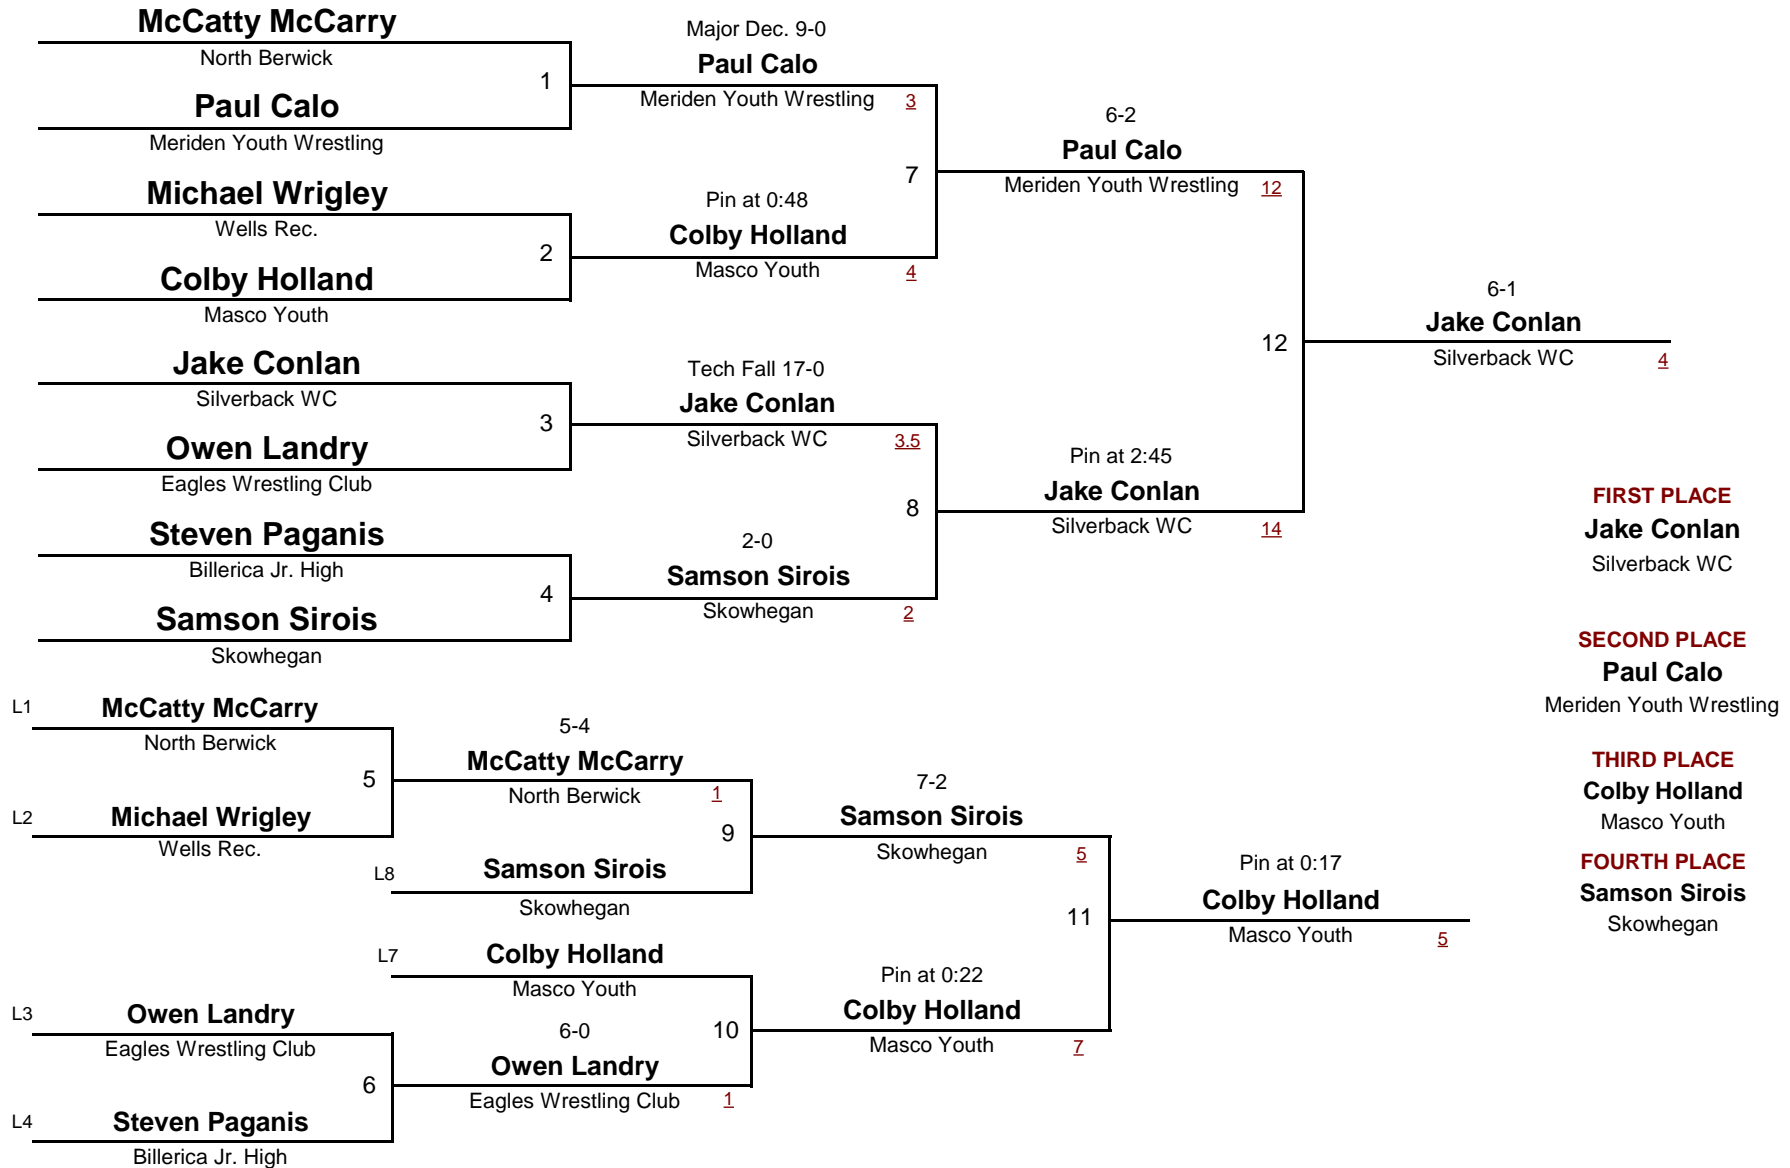 McCatty McCarry
North Berwick
1
Paul Calo
Meriden Youth Wrestling
Michael Wrigley
Wells Rec.
2
Colby Holland
Masco Youth
Jake Conlan
Silverback WC
3
Owen Landry
Eagles Wrestling Club
Steven Paganis
Billerica Jr. High
4
Samson Sirois
Skowhegan
Major Dec. 9-0
Paul Calo
Meriden Youth Wrestling 3
7
Pin at 0:48
Colby Holland
Masco Youth 4
Tech Fall 17-0
Jake Conlan
Silverback WC 3.5
8
2-0
Samson Sirois
Skowhegan 2
6-2
Paul Calo
Meriden Youth Wrestling 12
12
Pin at 2:45
Jake Conlan
Silverback WC 14
6-1
Jake Conlan
Silverback WC 4
L1 McCatty McCarry
North Berwick
5
L2 Michael Wrigley
Wells Rec.
5-4
McCatty McCarry
North Berwick 1
9
L8 Samson Sirois
Skowhegan
L7 Colby Holland
Masco Youth
10
L3 Owen Landry
Eagles Wrestling Club
6
L4 Steven Paganis
Billerica Jr. High
6-0
Owen Landry
Eagles Wrestling Club 1
7-2
Samson Sirois
Skowhegan 5
11
Pin at 0:22
Colby Holland
Masco Youth 7
Pin at 0:17
Colby Holland
Masco Youth 5
FIRST PLACE
Jake Conlan
Silverback WC
SECOND PLACE
Paul Calo
Meriden Youth Wrestling
THIRD PLACE
Colby Holland
Masco Youth
FOURTH PLACE
Samson Sirois
Skowhegan